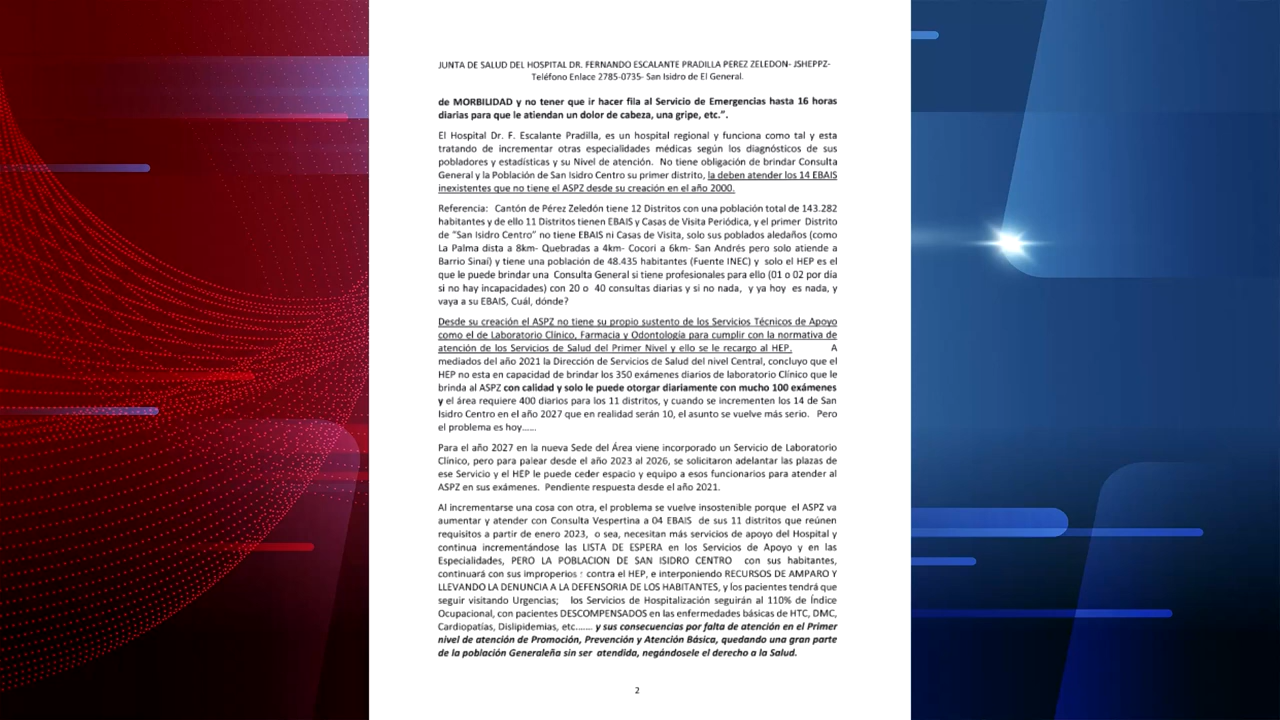 JUNTA DE SALUD DEL HOSPITAL DR. FERNANDO ESCALANTE PRADILLA PEREZ ZELEDON- JSHEPPZ-
Teléfono Enlace 2785-0735- San Isidro de El General.
de MORBILIDAD y no tener que ir hacer fila al Servicio de Emergencias hasta 16 horas
diarias para que le atiendan un dolor de cabeza, una gripe, etc.”.
El Hospital Dr. F. Escalante Pradilla, es un hospital regional y funciona como tal y esta
tratando de incrementar otras especialidades médicas según los diagnósticos de sus
pobladores y estadísticas y su Nivel de atención. No tiene obligación de brindar Consulta
General y la Población de San Isidro Centro su primer distrito, la deben atender los 14 EBAIS
inexistentes que no tiene el ASPZ desde su creación en el año 2000.
Referencia: Cantón de Pérez Zeledón tiene 12 Distritos con una población total de 143.282
habitantes y de ello 11 Distritos tienen EBAIS y Casas de Visita Periódica, y el primer Distrito
de “San Isidro Centro” no tiene EBAIS ni Casas de Visita, solo sus poblados aledaños (como
La Palma dista a 8km- Quebradas a 4km- Cocori a 6km- San Andrés pero solo atiende a
Barrio Sinaí) y tiene una población de 48.435 habitantes (Fuente INEC) y solo el HEP es el
que le puede brindar una Consulta General si tiene profesionales para ello (01 o 02 por día
si no hay incapacidades) con 20 o 40 consultas diarias y si no nada, y ya hoy es nada, y
vaya a su EBAIS, Cuál, dónde?
Desde su creación el ASPZ no tiene su propio sustento de los Servicios Técnicos de Apoyo
como el de Laboratorio Clínico, Farmacia y Odontología para cumplir con la normativa de
atención de los Servicios de Salud del Primer Nivel y ello se le recargo al HEP. A
mediados del año 2021 la Dirección de Servicios de Salud del nivel Central, concluyo que el
HEP no esta en capacidad de brindar los 350 exámenes diarios de laboratorio Clínico que le
brinda al ASPZ con calidad y solo le puede otorgar diariamente con mucho 100 exámenes
y el área requiere 400 diarios para los 11 distritos, y cuando se incrementen los 14 de San
Isidro Centro en el año 2027 que en realidad serán 10, el asunto se vuelve más serio. Pero
el problema es hoy......
Para el año 2027 en la nueva Sede del Área viene incorporado un Servicio de Laboratorio
Clínico, pero para palear desde el año 2023 al 2026, se solicitaron adelantar las plazas de
ese Servicio y el HEP le puede ceder espacio y equipo a esos funcionarios para atender al
ASPZ en sus exámenes. Pendiente respuesta desde el año 2021.
Al incrementarse una cosa con otra, el problema se vuelve insostenible porque el ASPZ va
aumentar y atender con Consulta Vespertina a 04 EBAIS de sus 11 distritos que reúnen
requisitos a partir de enero 2023, o sea, necesitan más servicios de apoyo del Hospital y
continua incrementándose las LISTA DE ESPERA en los Servicios de Apoyo y en las
Especialidades, PERO LA POBLACION DE SAN ISIDRO CENTRO con sus habitantes,
continuará con sus improperios : contra el HEP, e interponiendo RECURSOS DE AMPARO Y
LLEVANDO LA DENUNCIA A LA DEFENSORIA DE LOS HABITANTES, y los pacientes tendrá que
seguir visitando Urgencias; los Servicios de Hospitalización seguirán al 110% de Índice
Ocupacional, con pacientes DESCOMPENSADOS en las enfermedades básicas de HTC, DMC,
Cardiopatías, Dislipidemias, etc....... y sus consecuencias por falta de atención en el Primer
nivel de atención de Promoción, Prevención y Atención Básica, quedando una gran parte
de la población Generaleña sin ser atendida, negándosele el derecho a la Salud.
2